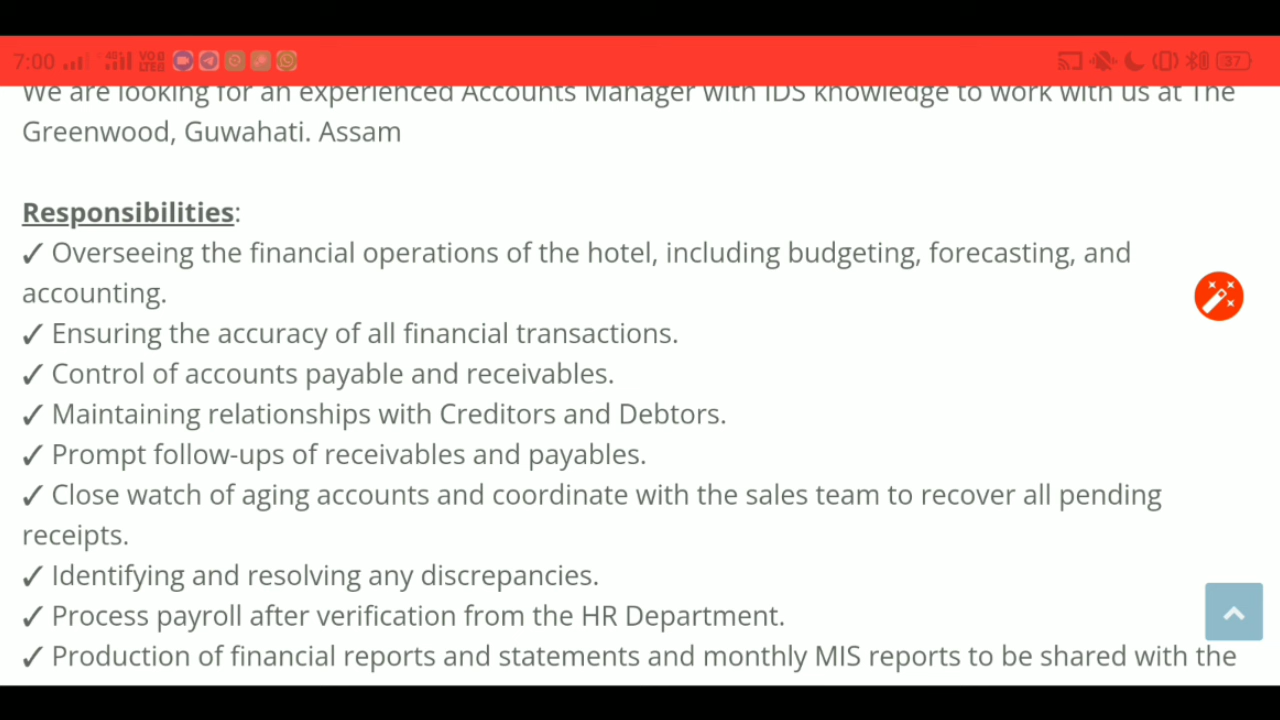 7:00
VO
LTE
37
We are looking for an experienced Accounts Manager with IDS knowledge to work with us at The
Greenwood, Guwahati. Assam
Responsibilities:
✓ Overseeing the financial operations of the hotel, including budgeting, forecasting, and
accounting.
✓ Ensuring the accuracy of all financial transactions.
✓ Control of accounts payable and receivables.
✓ Maintaining relationships with Creditors and Debtors.
✓ Prompt follow-ups of receivables and payables.
✓ Close watch of aging accounts and coordinate with the sales team to recover all pending
receipts.
✓ Identifying and resolving any discrepancies.
✓ Process payroll after verification from the HR Department.
✓ Production of financial reports and statements and monthly MIS reports to be shared with the